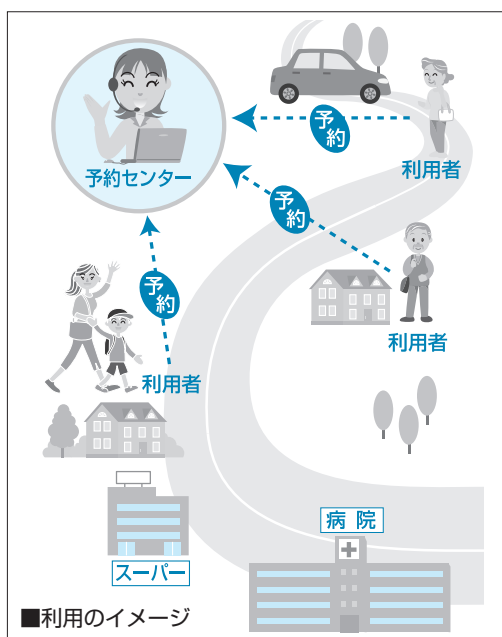 予約
利用者
予約センター
予約
利用者
予約
利用者
病院
スーパー
■利用のイメージ